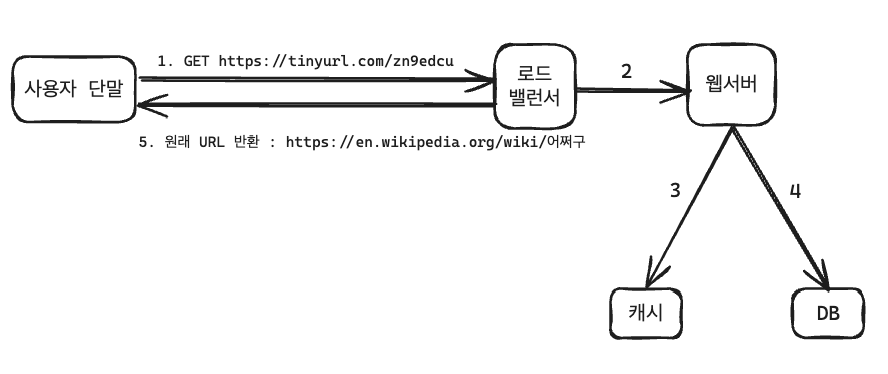 1. GET https://tinyurl.com/zn9edcu
사용자 단말
로드
밸런서
2
웹서버
5. 원래 URL 반환 : https://en.wikipedia.org/wiki/어쩌구
3
4
캐시
DB